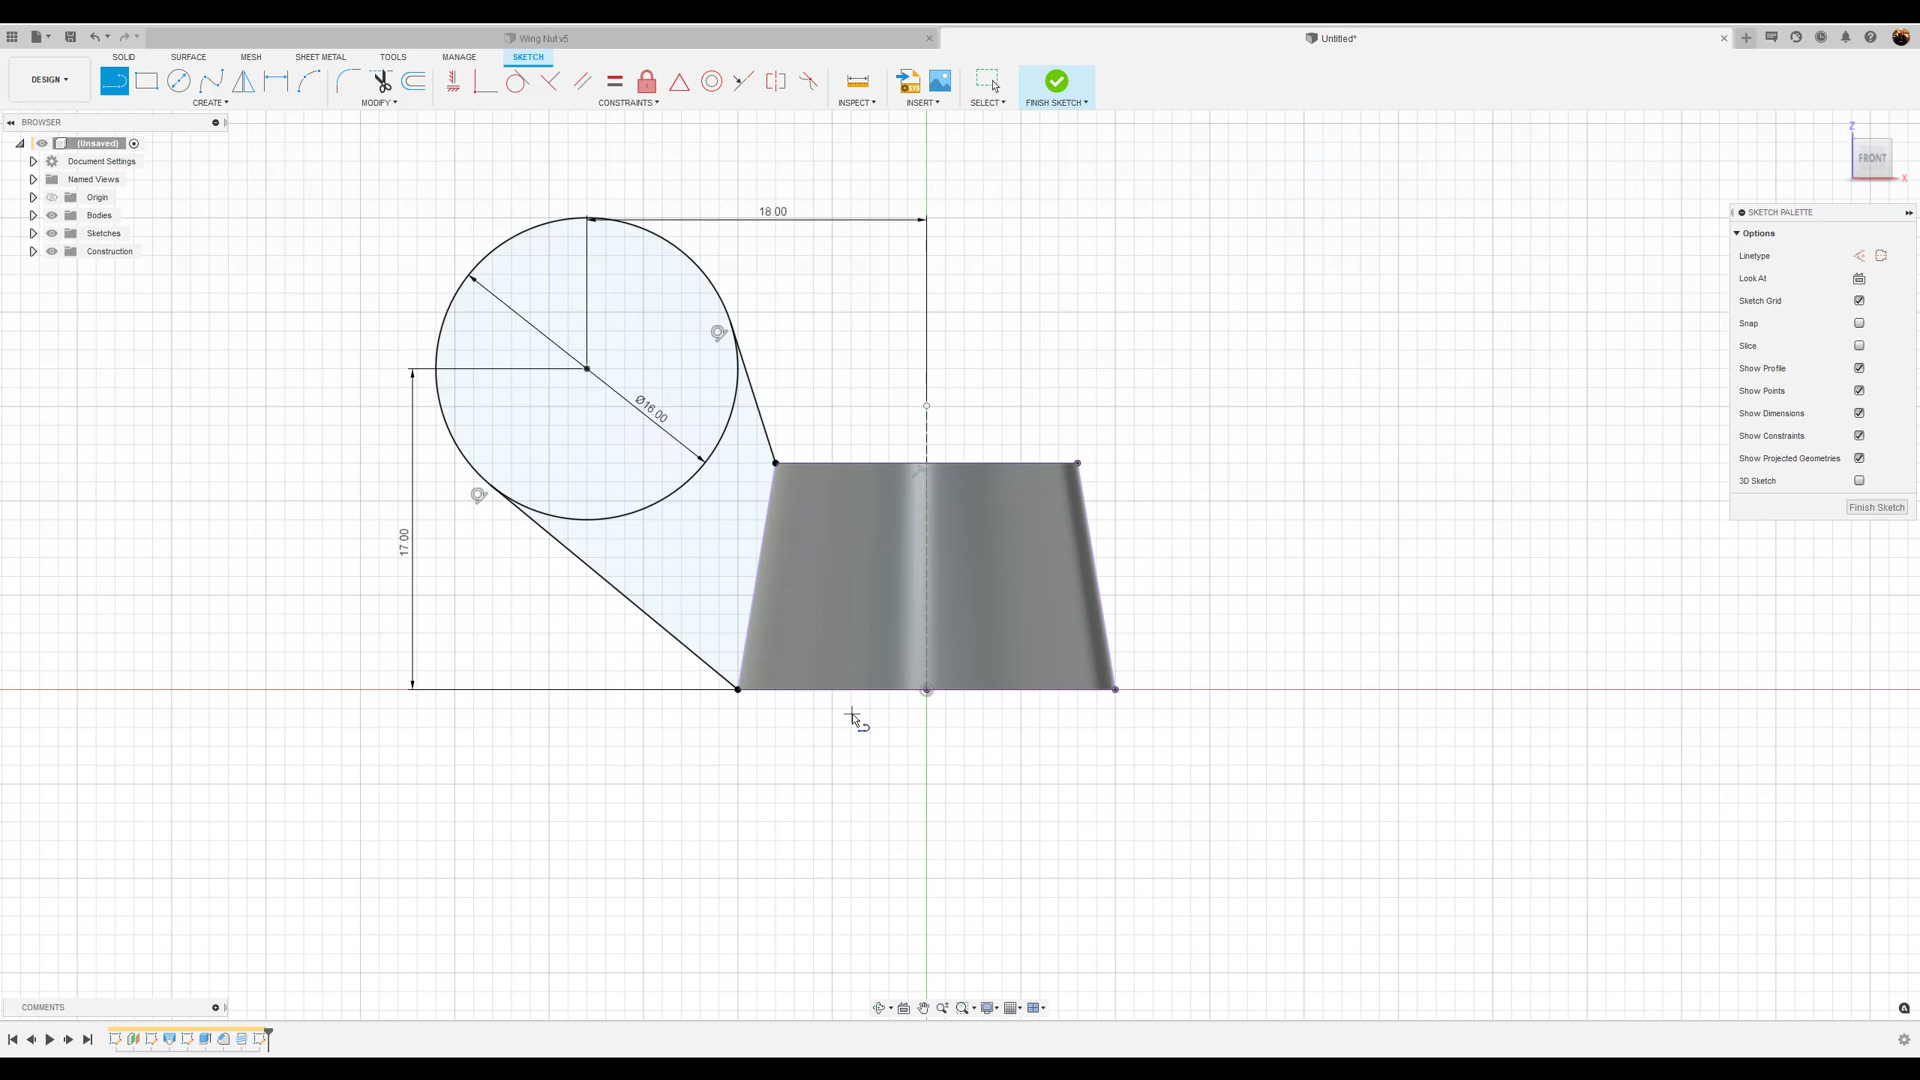 Wing Nut v5
Untitled*
SOLID SURFACE MESH SHEET METAL TOOLS MANAGE SKETCH
DESIGN
CREATE MODIFY CONSTRAINTS INSPECT INSERT SELECT FINISH SKETCH
BROWSER
(Unsaved)
Document Settings
Named Views
Origin
Bodies
Sketches
Construction
Z
FRONT
X
18.00
Ø16.00
17.00
SKETCH PALETTE
Options
Linetype
Look At
Sketch Grid
Snap
Slice
Show Profile
Show Points
Show Dimensions
Show Constraints
Show Projected Geometries
3D Sketch
Finish Sketch
COMMENTS